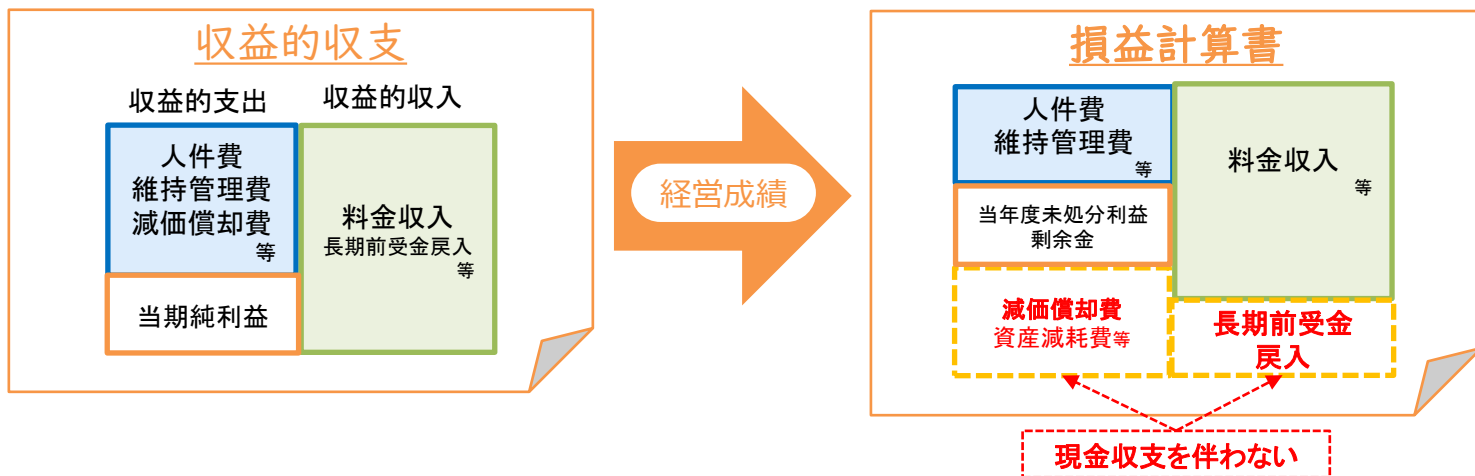 収益的収支
収益的支出
収益的収入
人件費
維持管理費
減価償却費
等
当期純利益
料金収入
長期前受金戻入
等
経営成績
損益計算書
人件費
維持管理費
等
当年度未処分利益
剰余金
減価償却費
資産減耗費等
料金収入
等
長期前受金
戻入
現金収支を伴わない